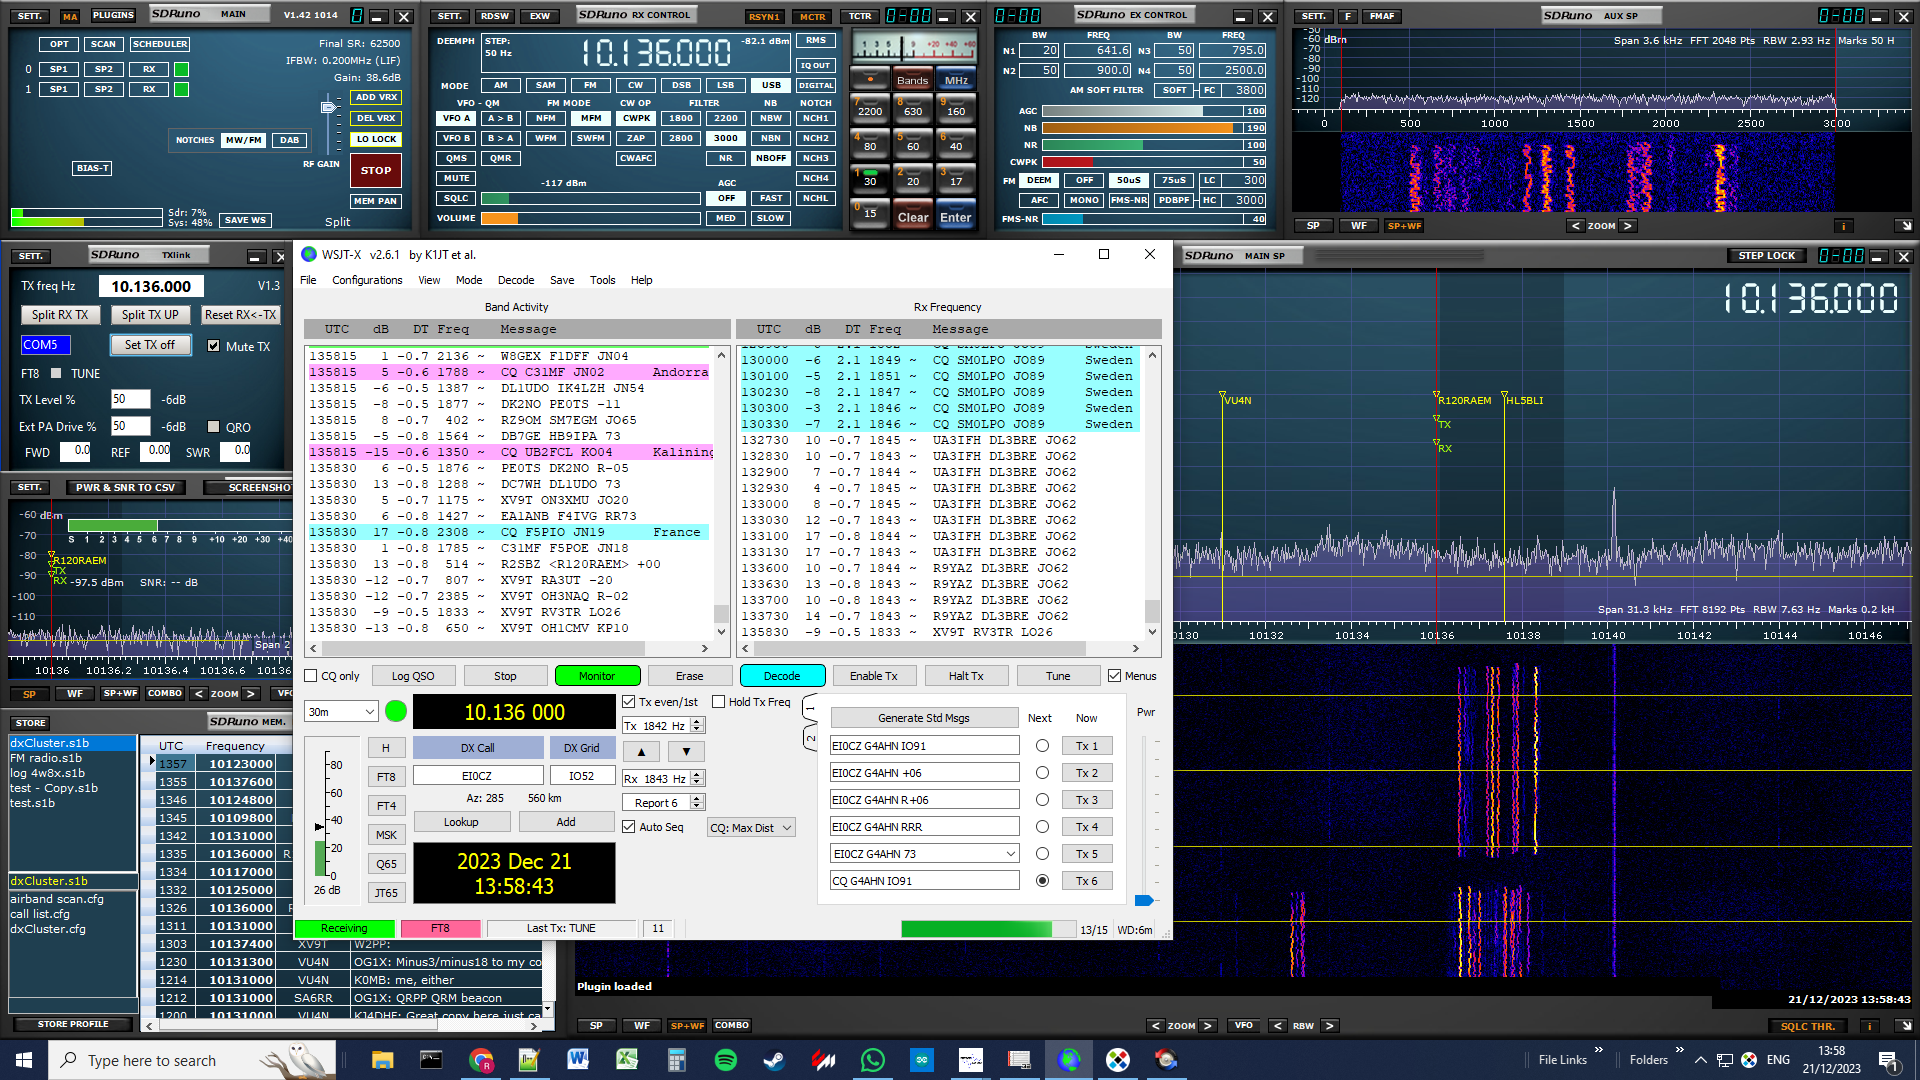 SETT. MA PLUGINS SDRuno MAIN V1.42 1014
OPT SCAN SCHEDULER
Final SR: 62500
IFBW: 0.200MHz (LIF)
Gain: 38.6dB
0 SP1 SP2 RX
1 SP1 SP2 RX
ADD VRX
DEL VRX
LO LOCK
NOTCHES MW/FM DAB
RF GAIN
STOP
BIAS-T
MEM PAN
Sdr: 7%
Sys: 48%
SAVE WS
Split
SETT. RDSW EXW SDRuno RX CONTROL RSYN1 MCTR TCTR 0-00
DEEMPH STEP: 50 Hz 10.136.000 -82.1 dBm RMS
IQ OUT
MODE AM SAM FM CW DSB LSB USB DIGITAL
VFO - QM FM MODE CW OP FILTER NB NOTCH
VFO A A > B NFM MFM CWPK 1800 2200 NBW NCH1
VFO B B > A WFM SWFM ZAP 2800 3000 NBN NCH2
QMS QMR CWAFC NR NBOFF NCH3
MUTE -117 dBm AGC NCH4
SQLC OFF FAST NCHL
VOLUME MED SLOW
1 3 5 7 9 +20 +40 +60
Bands MHz
7 2200 8 630 9 160
4 80 5 60 6 40
1 30 2 20 3 17
0 15 Clear Enter
0-00 SDRuno EX CONTROL
BW FREQ BW FREQ
N1 20 641.6 N3 50 795.0
N2 50 900.0 N4 50 2500.0
AM SOFT FILTER SOFT FC 3800
AGC 100
NB 190
NR 100
CWPK 50
FM DEEM OFF 50uS 75uS LC 300
AFC MONO FMS-NR PDBPF HC 3000
FMS-NR 40
SETT. F FMAF SDRuno AUX SP 0-00
-50 dBm
-60
-70
-80
-90
-100
-110
-120
Span 3.6 kHz FFT 2048 Pts RBW 2.93 Hz Marks 50 H
0 500 1000 1500 2000 2500 3000
SP WF SP+WF < ZOOM > i
SETT. SDRuno TXlink
TX freq Hz 10.136.000 V1.3
Split RX TX Split TX UP Reset RX<-TX
COM5 Set TX off Mute TX
FT8 TUNE
TX Level % 50 -6dB
Ext PA Drive % 50 -6dB QRO
FWD 0.0 REF 0.00 SWR 0.0
SETT. PWR & SNR TO CSV SCREENSHOT
-60 dBm
-70
-80
-90
-100
-110
-120
S 1 2 3 4 5 6 7 8 9 +10 +20 +30 +40
R120RAEM
TX
RX -97.5 dBm SNR: -- dB
Span 2
10136 10136.2 10136.4 10136.6 10136.8
SP WF SP+WF COMBO < ZOOM > VFO
STORE SDRuno MEM.
dxCluster.s1b
FM radio.s1b
log 4w8x.s1b
test - Copy.s1b
test.s1b
dxCluster.s1b
airband scan.cfg
call list.cfg
dxCluster.cfg
STORE PROFILE
UTC Frequency
1357 10123000
1355 10137600
1346 10124800
1345 10109800
1342 10131000
1335 10136000 R
1334 10117000
1332 10125000
1326 10136000
1311 10131000
1303 10137400 XV9T W2PP:
1230 10131300 VU4N OG1X: Minus3/minus18 to my co
1214 10131000 VU4N K0MB: me, either
1212 10131000 SA6RR OG1X: QRPP QRM beacon
1200 10131000 VU4N KJ4DHF: Great copy here just ca
WSJT-X v2.6.1 by K1JT et al.
File Configurations View Mode Decode Save Tools Help
Band Activity
UTC dB DT Freq Message
135815 1 -0.7 2136 ~ W8GEX F1DFF JN04
135815 5 -0.6 1788 ~ CQ C31MF JN02 Andorra
135815 -6 -0.5 1387 ~ DL1UDO IK4LZH JN54
135815 -8 -0.5 1877 ~ DK2NO PE0TS -11
135815 8 -0.7 402 ~ RZ9OM SM7EGM JO65
135815 -5 -0.8 1564 ~ DB7GE HB9IPA 73
135815 -15 -0.6 1350 ~ CQ UB2FCL KO04 Kalining
135830 6 -0.5 1876 ~ PE0TS DK2NO R-05
135830 13 -0.8 1288 ~ DC7WH DL1UDO 73
135830 5 -0.7 1175 ~ XV9T ON3XMU JO20
135830 6 -0.8 1427 ~ EA1ANB F4IVG RR73
135830 17 -0.8 2308 ~ CQ F5PIO JN19 France
135830 1 -0.8 1785 ~ C31MF F5POE JN18
135830 13 -0.8 514 ~ R2SBZ <R120RAEM> +00
135830 -12 -0.7 807 ~ XV9T RA3UT -20
135830 -12 -0.7 2385 ~ XV9T OH3NAQ R-02
135830 -9 -0.5 1833 ~ XV9T RV3TR LO26
135830 -13 -0.8 650 ~ XV9T OH1CMV KP10
Rx Frequency
UTC dB DT Freq Message
130000 -6 2.1 1849 ~ CQ SM0LPO JO89 Sweden
130100 -5 2.1 1851 ~ CQ SM0LPO JO89 Sweden
130230 -8 2.1 1847 ~ CQ SM0LPO JO89 Sweden
130300 -3 2.1 1846 ~ CQ SM0LPO JO89 Sweden
130330 -7 2.1 1846 ~ CQ SM0LPO JO89 Sweden
132730 10 -0.7 1845 ~ UA3IFH DL3BRE JO62
132830 10 -0.7 1843 ~ UA3IFH DL3BRE JO62
132900 7 -0.7 1844 ~ UA3IFH DL3BRE JO62
132930 4 -0.7 1845 ~ UA3IFH DL3BRE JO62
133000 8 -0.7 1845 ~ UA3IFH DL3BRE JO62
133030 12 -0.7 1843 ~ UA3IFH DL3BRE JO62
133100 17 -0.8 1844 ~ UA3IFH DL3BRE JO62
133130 17 -0.7 1843 ~ UA3IFH DL3BRE JO62
133600 10 -0.7 1844 ~ R9YAZ DL3BRE JO62
133630 13 -0.8 1843 ~ R9YAZ DL3BRE JO62
133700 10 -0.8 1843 ~ R9YAZ DL3BRE JO62
133730 14 -0.7 1843 ~ R9YAZ DL3BRE JO62
135830 -9 -0.5 1833 ~ XV9T RV3TR LO26
CQ only Log QSO Stop Monitor Erase Decode Enable Tx Halt Tx Tune Menus
30m 10.136 000 Tx even/1st Hold Tx Freq
Tx 1842 Hz
H DX Call DX Grid
FT8 EI0CZ IO52 Rx 1843 Hz
Az: 285 560 km Report 6
FT4 Lookup Add Auto Seq CQ: Max Dist
MSK
Q65
JT65
2023 Dec 21
13:58:43
80
60
40
20
0
26 dB
1
2
Generate Std Msgs Next Now Pwr
EI0CZ G4AHN IO91 Tx 1
EI0CZ G4AHN +06 Tx 2
EI0CZ G4AHN R+06 Tx 3
EI0CZ G4AHN RRR Tx 4
EI0CZ G4AHN 73 Tx 5
CQ G4AHN IO91 Tx 6
Receiving FT8 Last Tx: TUNE 11 13/15 WD:6m
SDRuno MAIN SP STEP LOCK 0-00
10.136.000
VU4N R120RAEM HL5BLI
TX
RX
Span 31.3 kHz FFT 8192 Pts RBW 7.63 Hz Marks 0.2 kH
10130 10132 10134 10136 10138 10140 10142 10144 10146
Plugin loaded
21/12/2023 13:58:43
SP WF SP+WF COMBO < ZOOM > VFO < RBW > SQLC THR. i
Type here to search
File Links » Folders » ENG
13:58
21/12/2023
1